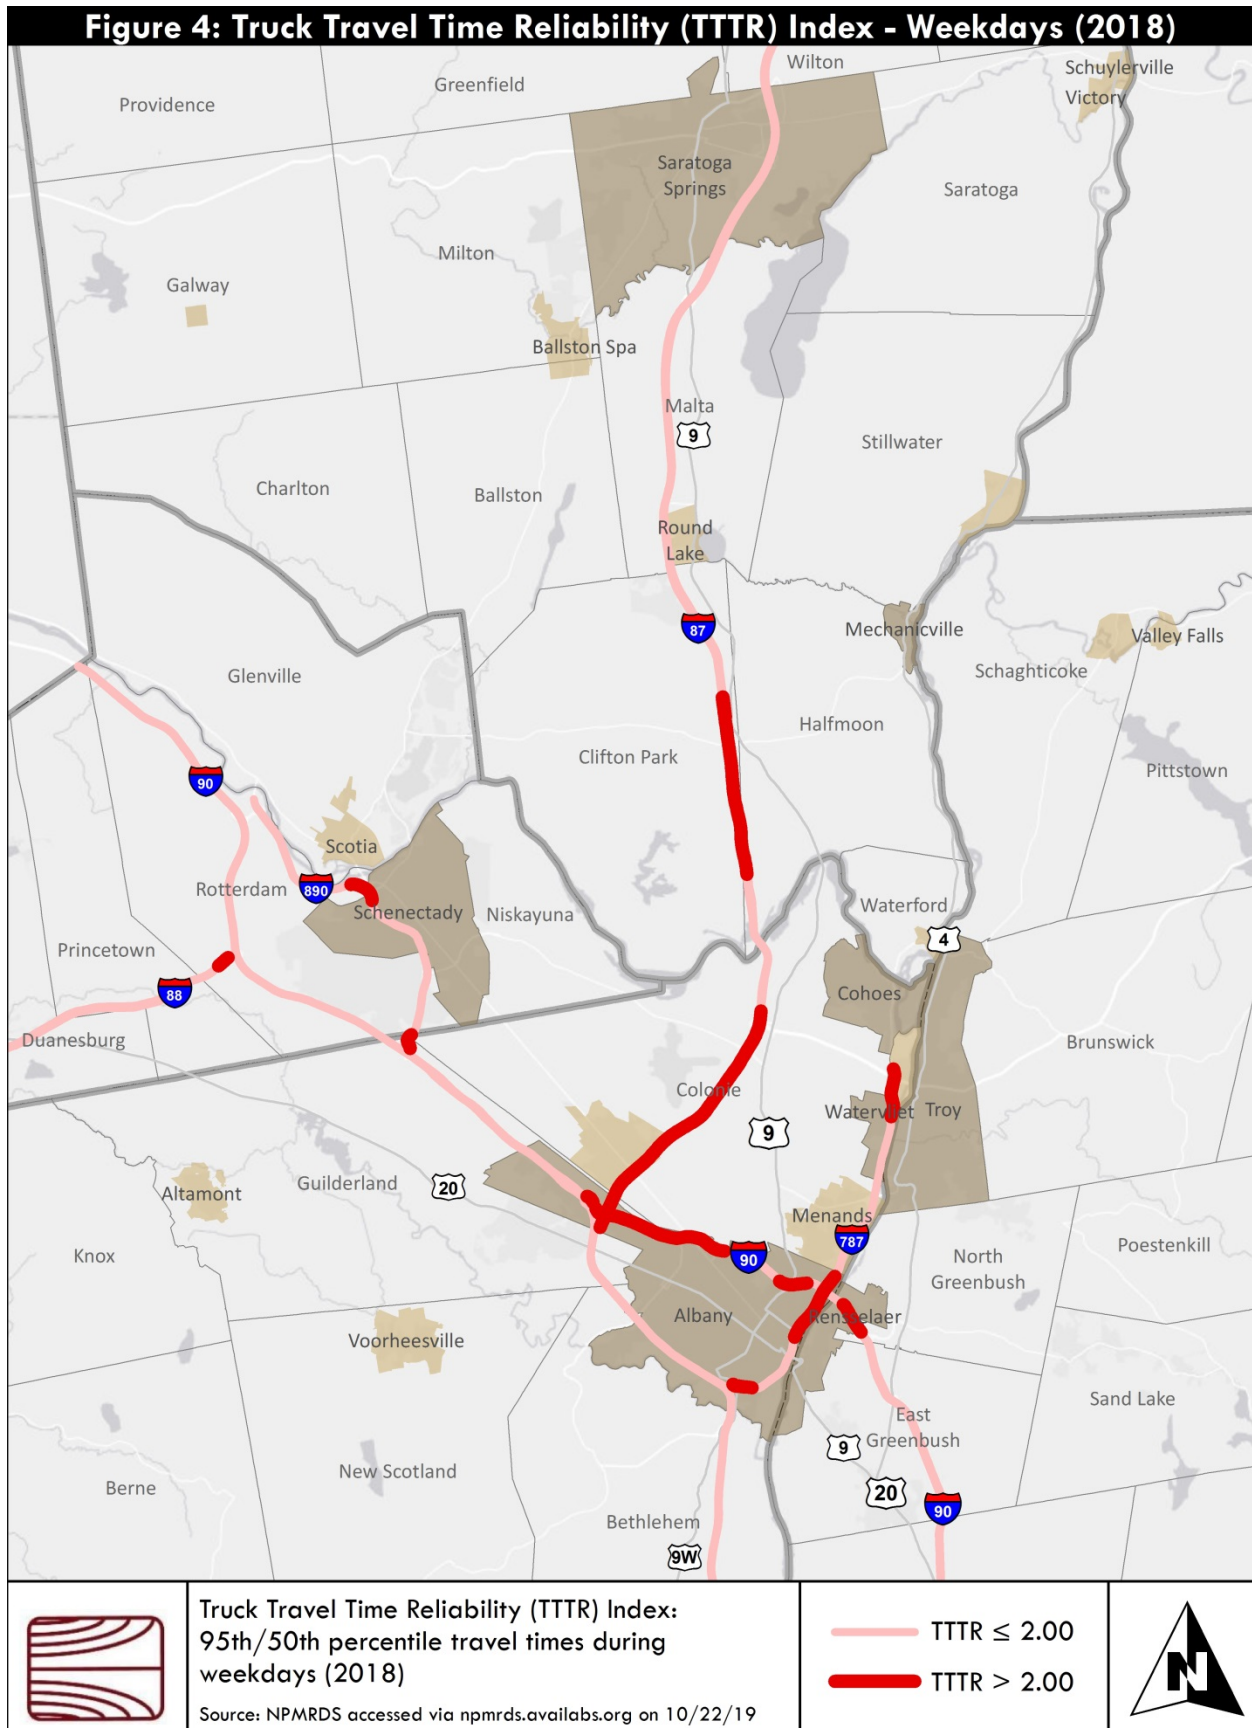 Figure 4: Truck Travel Time Reliability (TTTR) Index - Weekdays (2018)
Wilton
Schuylerville
Victory
Greenfield
Providence
Saratoga
Springs
Saratoga
Milton
Galway
Ballston Spa
Malta
9
Stillwater
Charlton
Ballston
Round
Lake
87
Mechanicville
Valley Falls
Schaghticoke
Glenville
Halfmoon
Clifton Park
Pittstown
90
Scotia
Rotterdam
890
Schenectady
Niskayuna
Waterford
4
Princetown
88
Cohoes
Duanesburg
Brunswick
Colonie
Watervliet
Troy
9
Guilderland
20
Altamont
Menands
787
Knox
90
North
Greenbush
Poestenkill
Albany
Rensselaer
Voorheesville
Sand Lake
East
Greenbush
9
New Scotland
Berne
20
90
Bethlehem
9W
Truck Travel Time Reliability (TTTR) Index:
95th/50th percentile travel times during
weekdays (2018)
Source: NPMRDS accessed via npmrds.availabs.org on 10/22/19
TTTR ≤ 2.00
TTTR > 2.00
N